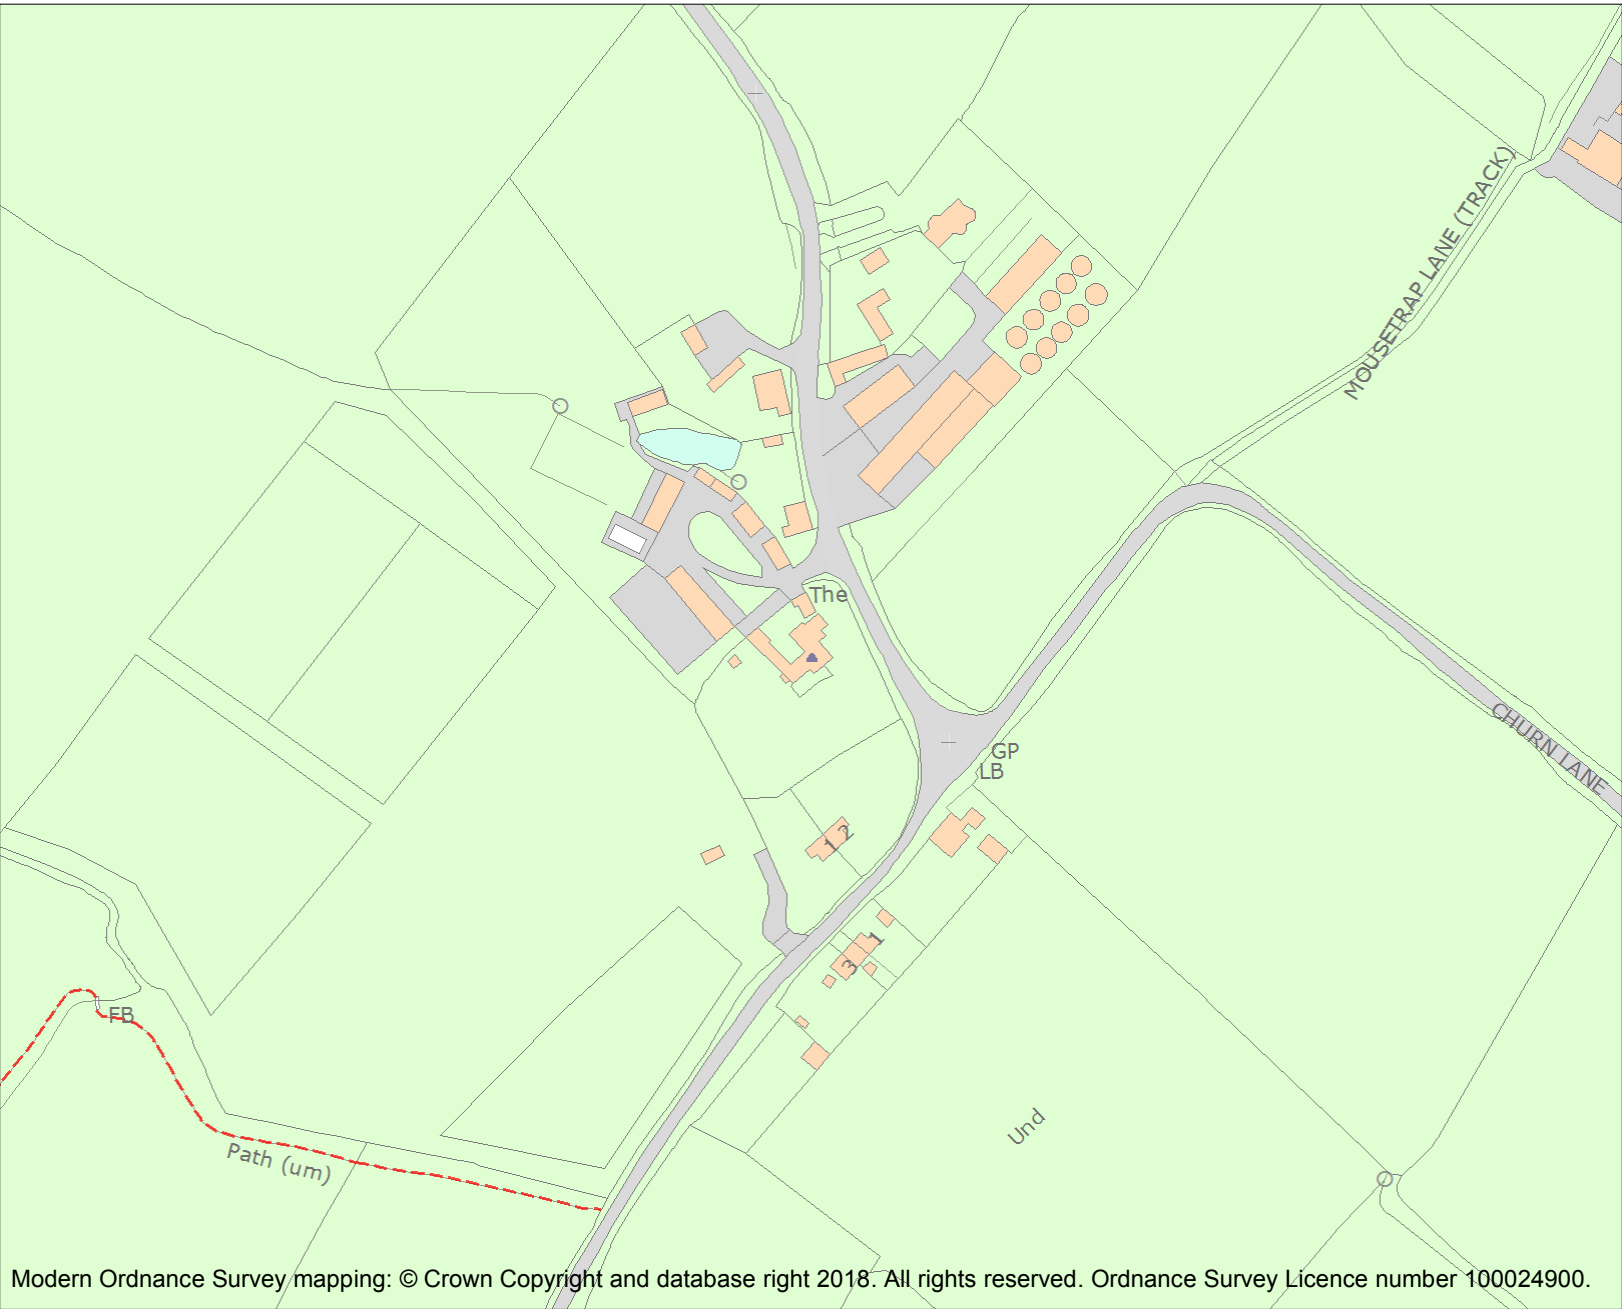 MOUSETRAP LANE (TRACK)
The
CHURN LANE
GP
LB
1 2
1
3
FB
Und
Path (um)
Modern Ordnance Survey mapping: © Crown Copyright and database right 2018. All rights reserved. Ordnance Survey Licence number 100024900.